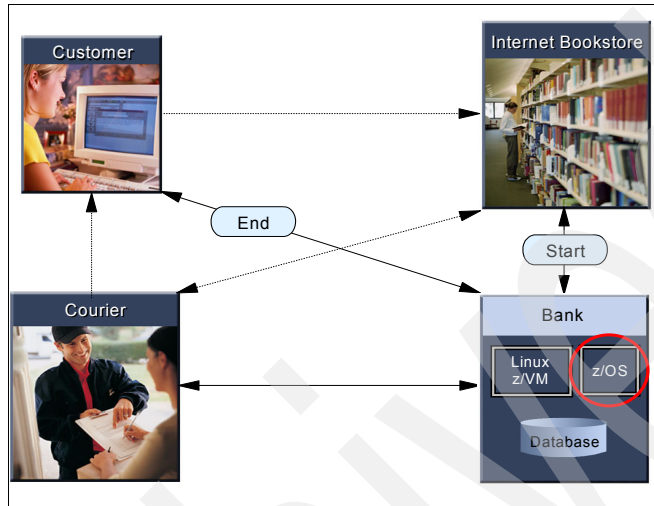 Customer
Internet Bookstore
End
Start
Courier
Bank
Linux
z/VM
z/OS
Database